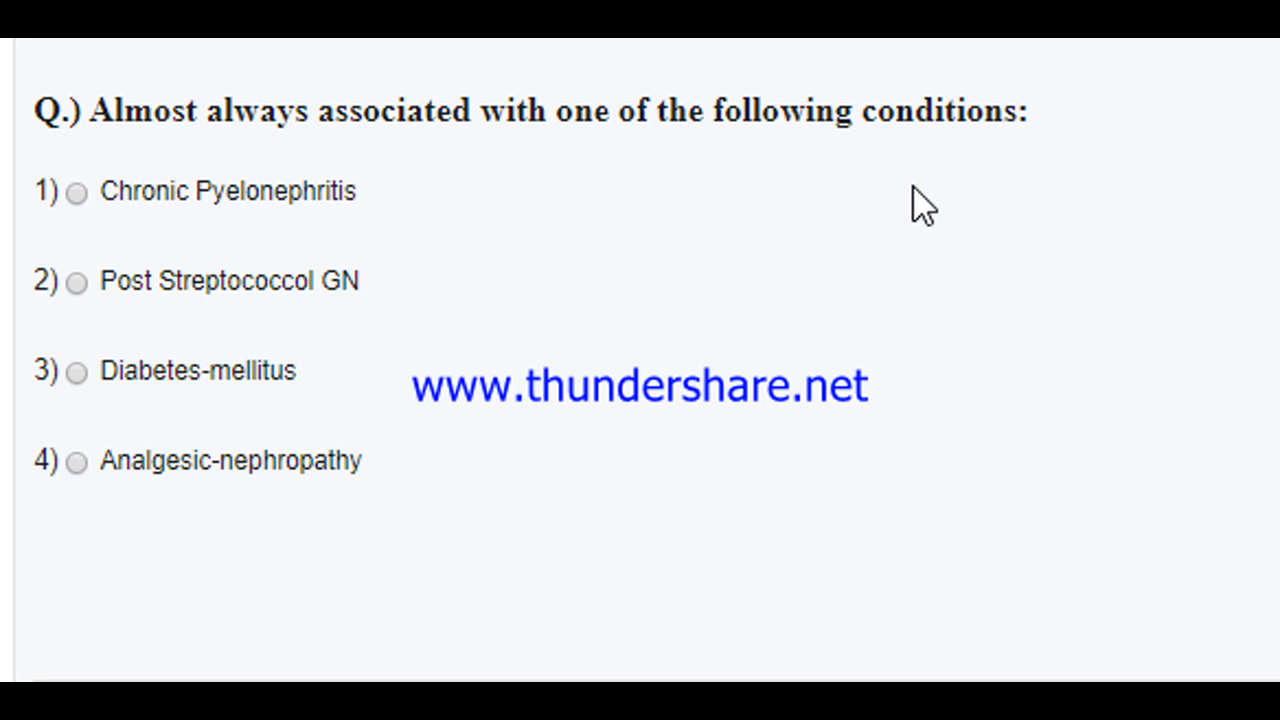 Q.) Almost always associated with one of the following conditions:
1) Chronic Pyelonephritis
2) Post Streptococcol GN
3) Diabetes-mellitus
www.thundershare.net
4) Analgesic-nephropathy